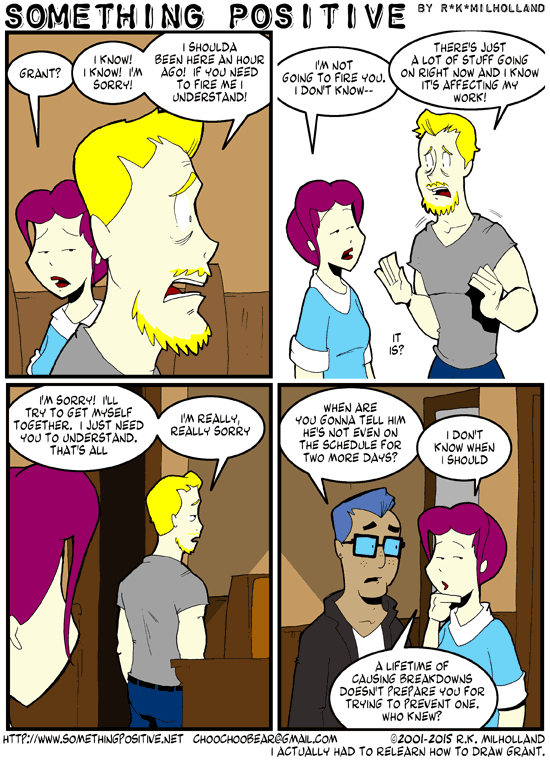 SOMETHING POSITIVE BY R*K*MILHOLLAND
GRANT?
I KNOW!
I KNOW! I'M
SORRY!
I SHOULDA
BEEN HERE AN HOUR
AGO! IF YOU NEED
TO FIRE ME I
UNDERSTAND!
I'M NOT
GOING TO FIRE YOU.
I DON'T KNOW--
THERE'S JUST
A LOT OF STUFF GOING
ON RIGHT NOW AND I KNOW
IT'S AFFECTING MY
WORK!
IT
IS?
I'M SORRY! I'LL
TRY TO GET MYSELF
TOGETHER. I JUST NEED
YOU TO UNDERSTAND.
THAT'S ALL
I'M REALLY,
REALLY SORRY
WHEN ARE
YOU GONNA TELL HIM
HE'S NOT EVEN ON
THE SCHEDULE FOR
TWO MORE DAYS?
I DON'T
KNOW WHEN
I SHOULD
A LIFETIME OF
CAUSING BREAKDOWNS
DOESN'T PREPARE YOU FOR
TRYING TO PREVENT ONE.
WHO KNEW?
HTTP://WWW.SOMETHINGPOSITIVE.NET CHOOCHOOBEAR@GMAIL.COM ©2001-2015 R.K. MILHOLLAND
I ACTUALLY HAD TO RELEARN HOW TO DRAW GRANT.